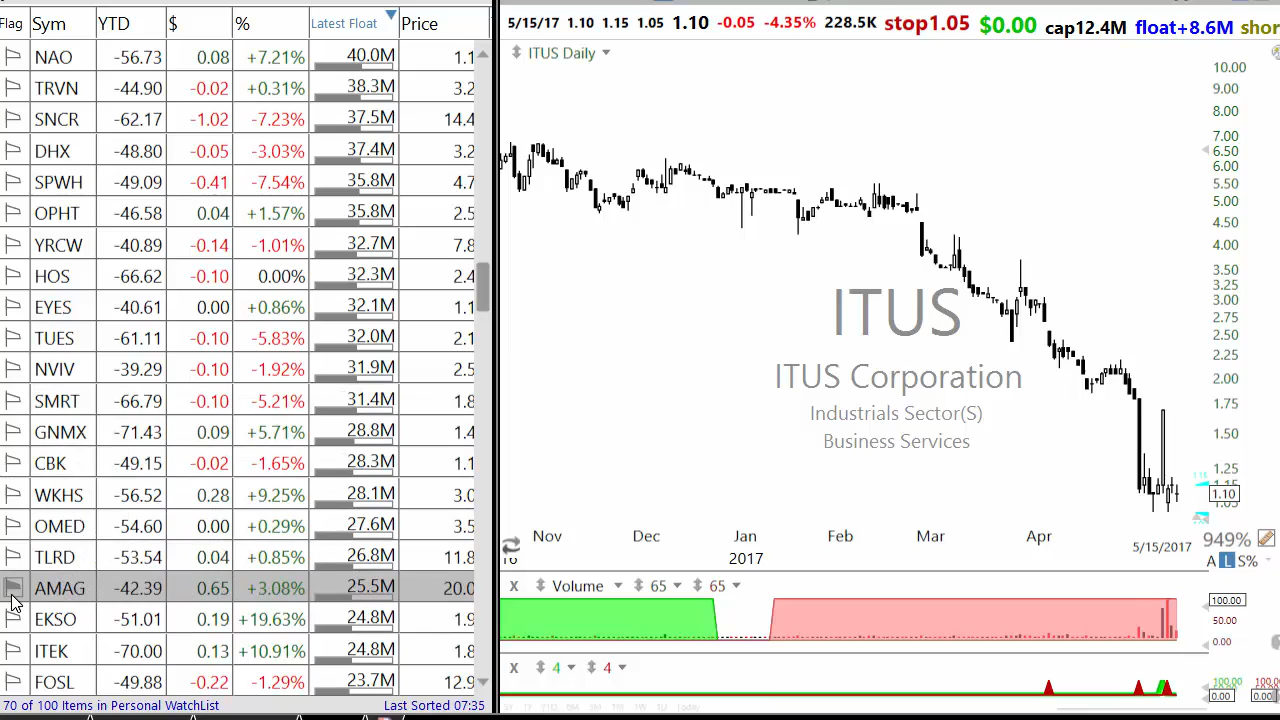 Flag Sym YTD $ % Latest Float Price
NAO -56.73 0.08 +7.21% 40.0M 1.1
TRVN -44.90 -0.02 +0.31% 38.3M 3.2
SNCR -62.17 -1.02 -7.23% 37.5M 14.4
DHX -48.80 -0.05 -3.03% 37.4M 3.2
SPWH -49.09 -0.41 -7.54% 35.8M 4.7
OPHT -46.58 0.04 +1.57% 35.8M 2.5
YRCW -40.89 -0.14 -1.01% 32.7M 7.8
HOS -66.62 -0.10 0.00% 32.3M 2.4
EYES -40.61 0.00 +0.86% 32.1M 1.1
TUES -61.11 -0.10 -5.83% 32.0M 2.1
NVIV -39.29 -0.10 -1.92% 31.9M 2.5
SMRT -66.79 -0.10 -5.21% 31.4M 1.8
GNMX -71.43 0.09 +5.71% 28.8M 1.4
CBK -49.15 -0.02 -1.65% 28.3M 1.1
WKHS -56.52 0.28 +9.25% 28.1M 3.0
OMED -54.60 0.00 +0.29% 27.6M 3.5
TLRD -53.54 0.04 +0.85% 26.8M 11.8
AMAG -42.39 0.65 +3.08% 25.5M 20.0
EKSO -51.01 0.19 +19.63% 24.8M 1.9
ITEK -70.00 0.13 +10.91% 24.8M 1.8
FOSL -49.88 -0.22 -1.29% 23.7M 12.9
70 of 100 Items in Personal WatchList Last Sorted 07:35
5/15/17 1.10 1.15 1.05 1.10 -0.05 -4.35% 228.5K stop1.05 $0.00 cap12.4M float+8.6M shor
ITUS Daily
10.00
9.00
8.00
7.00
6.50
6.00
5.50
5.00
4.50
4.00
3.50
3.25
3.00
2.75
2.50
2.25
2.00
1.75
1.50
1.25
1.15
1.10
1.05
ITUS
ITUS Corporation
Industrials Sector(S)
Business Services
Nov Dec Jan Feb Mar Apr 5/15/2017
16 2017
949%
A L S%
X Volume 65 65
100.00
50.00
0.00
X 4 4
100.00 100.0
0.00 0.00